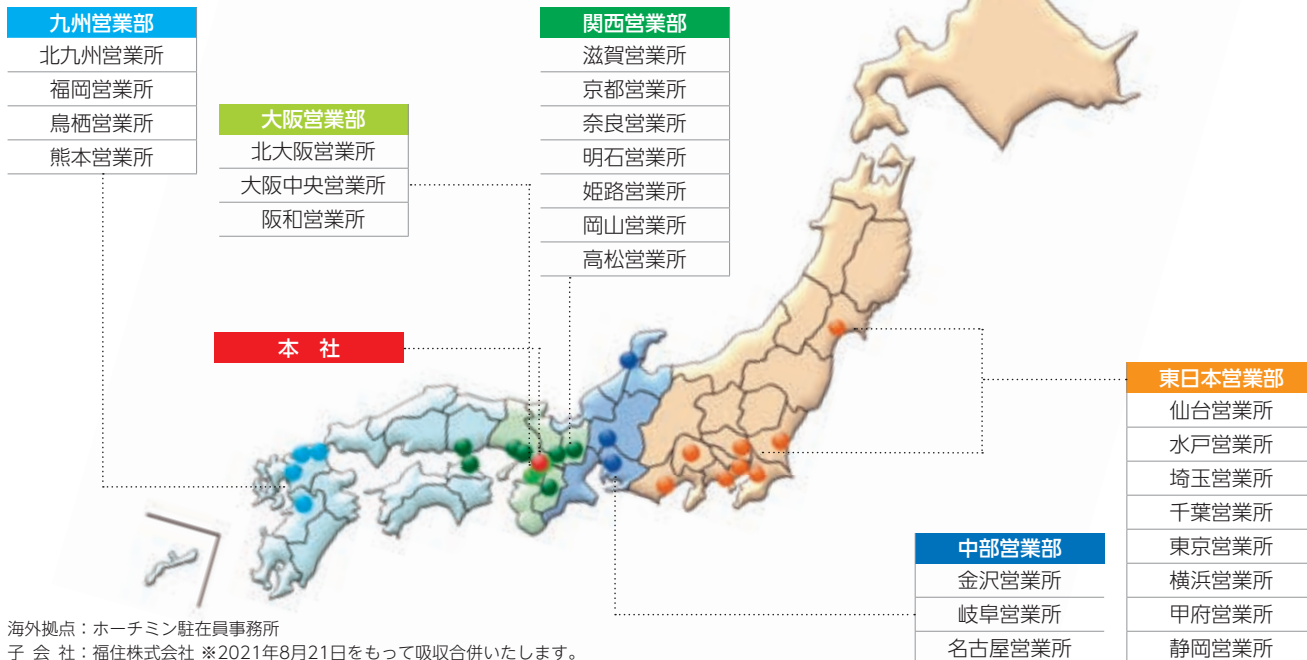 九州営業部
北九州営業所
福岡営業所
鳥栖営業所
熊本営業所
大阪営業部
北大阪営業所
大阪中央営業所
阪和営業所
関西営業部
滋賀営業所
京都営業所
奈良営業所
明石営業所
姫路営業所
岡山営業所
高松営業所
本 社
東日本営業部
仙台営業所
水戸営業所
埼玉営業所
千葉営業所
東京営業所
横浜営業所
甲府営業所
静岡営業所
中部営業部
金沢営業所
岐阜営業所
名古屋営業所
海外拠点：ホーチミン駐在員事務所
子 会 社：福住株式会社 ※2021年8月21日をもって吸収合併いたします。